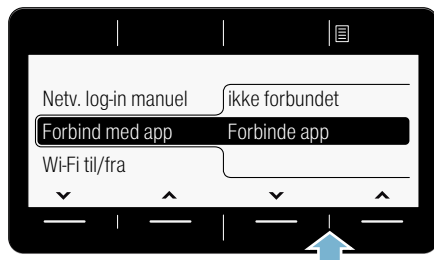 Netv. log-in manuel ikke forbundet
Forbind med app Forbinde app
Wi-Fi til/fra